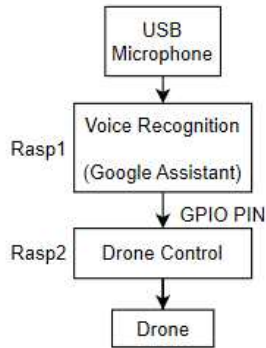 USB
Microphone
Rasp1
Voice Recognition
(Google Assistant)
GPIO PIN
Rasp2
Drone Control
Drone